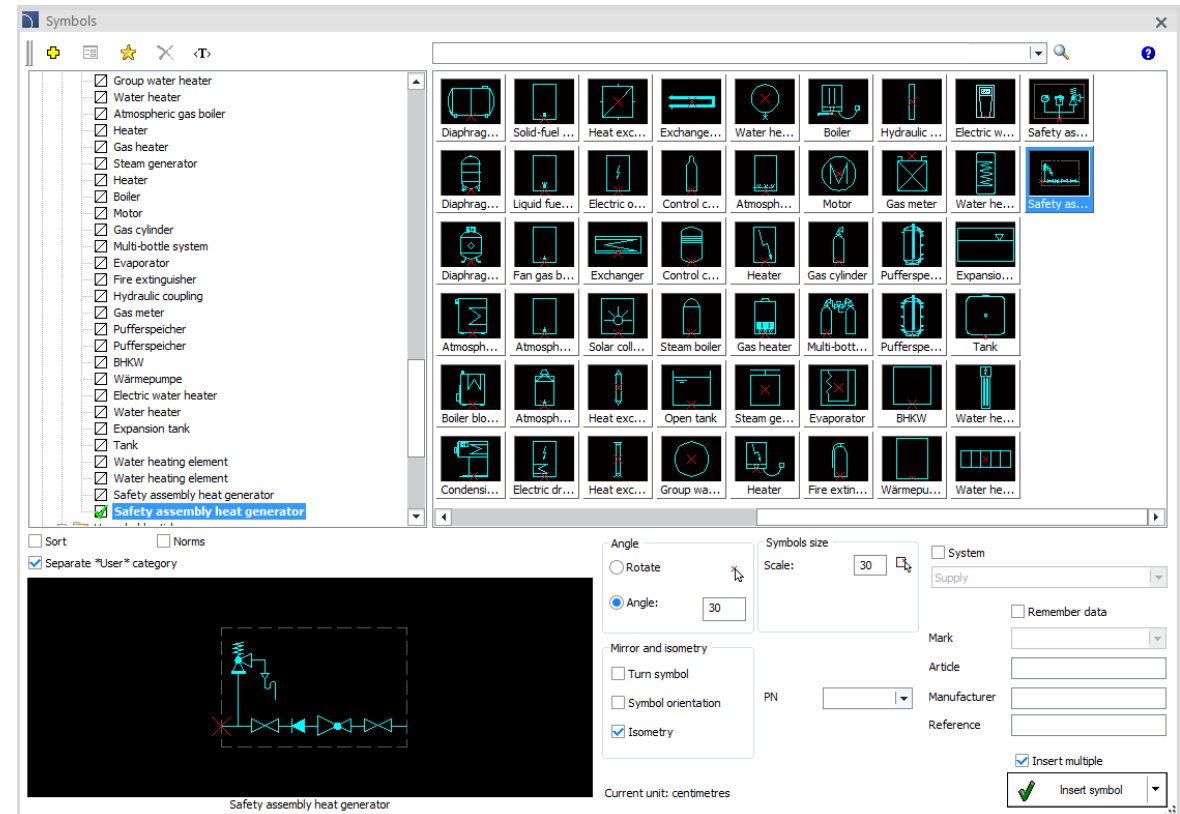 Symbols
‹T›
Group water heater
Water heater
Atmospheric gas boiler
Heater
Gas heater
Steam generator
Heater
Boiler
Motor
Gas cylinder
Multi-bottle system
Evaporator
Fire extinguisher
Hydraulic coupling
Gas meter
Pufferspeicher
Pufferspeicher
BHKW
Wärmepumpe
Electric water heater
Water heater
Expansion tank
Tank
Water heating element
Water heating element
Safety assembly heat generator
Safety assembly heat generator
Diaphrag... Solid-fuel ... Heat exc... Exchange... Water he... Boiler Hydraulic ... Electric w... Safety as...
Diaphrag... Liquid fue... Electric o... Control c... Atmosph... Motor Gas meter Water he... Safety as...
Diaphrag... Fan gas b... Exchanger Control c... Heater Gas cylinder Pufferspe... Expansio...
Atmosph... Atmosph... Solar coll... Steam boiler Gas heater Multi-bott... Pufferspe... Tank
Boiler blo... Atmosph... Heat exc... Open tank Steam ge... Evaporator BHKW Water he...
Condensi... Electric dr... Heat exc... Group wa... Heater Fire extin... Wärmepu... Water he...
Sort Norms
Separate *User* category
Safety assembly heat generator
Angle
Rotate
Angle: 30
Mirror and isometry
Turn symbol
Symbol orientation
Isometry
Current unit: centimetres
Symbols size
Scale: 30
PN
System
Supply
Remember data
Mark
Article
Manufacturer
Reference
Insert multiple
Insert symbol